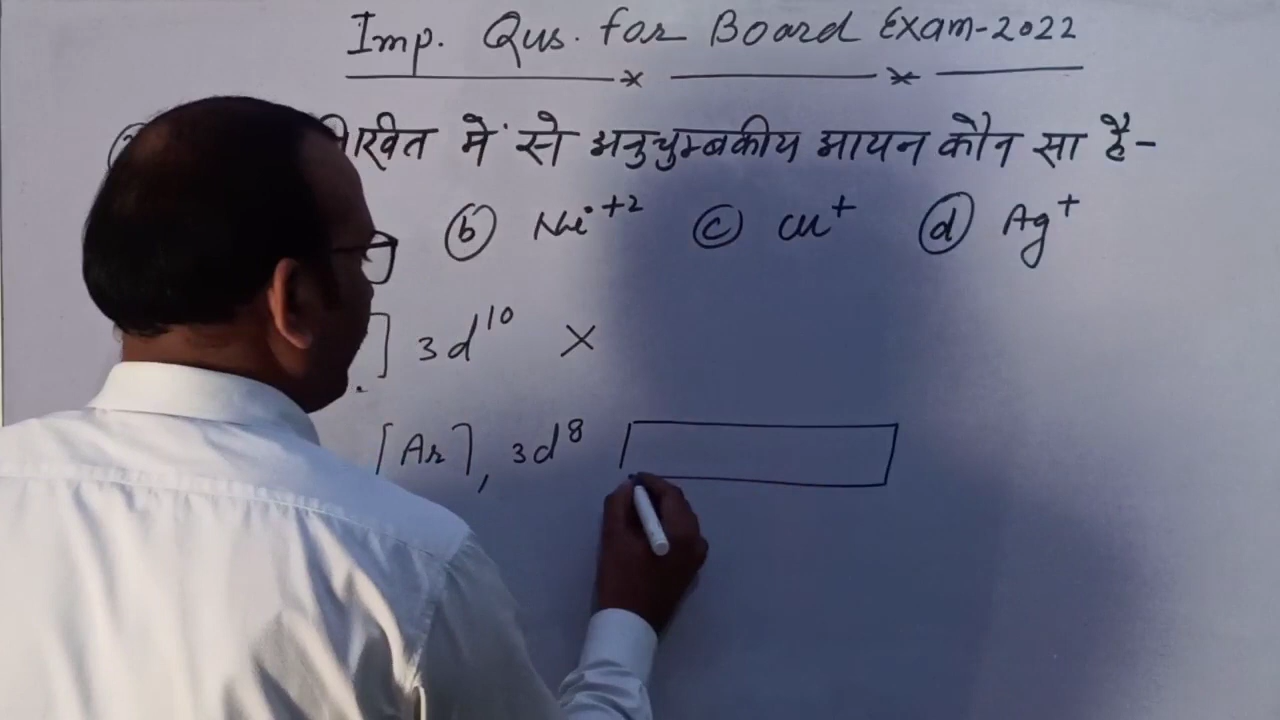 Imp. Qus. for Board Exam-2022
में से अनुचुम्बकीय आयन कौन सा है-
(b) Ni+2 (c) Cu+ (d) Ag+
] 3d10 ×
[Ar], 3d8